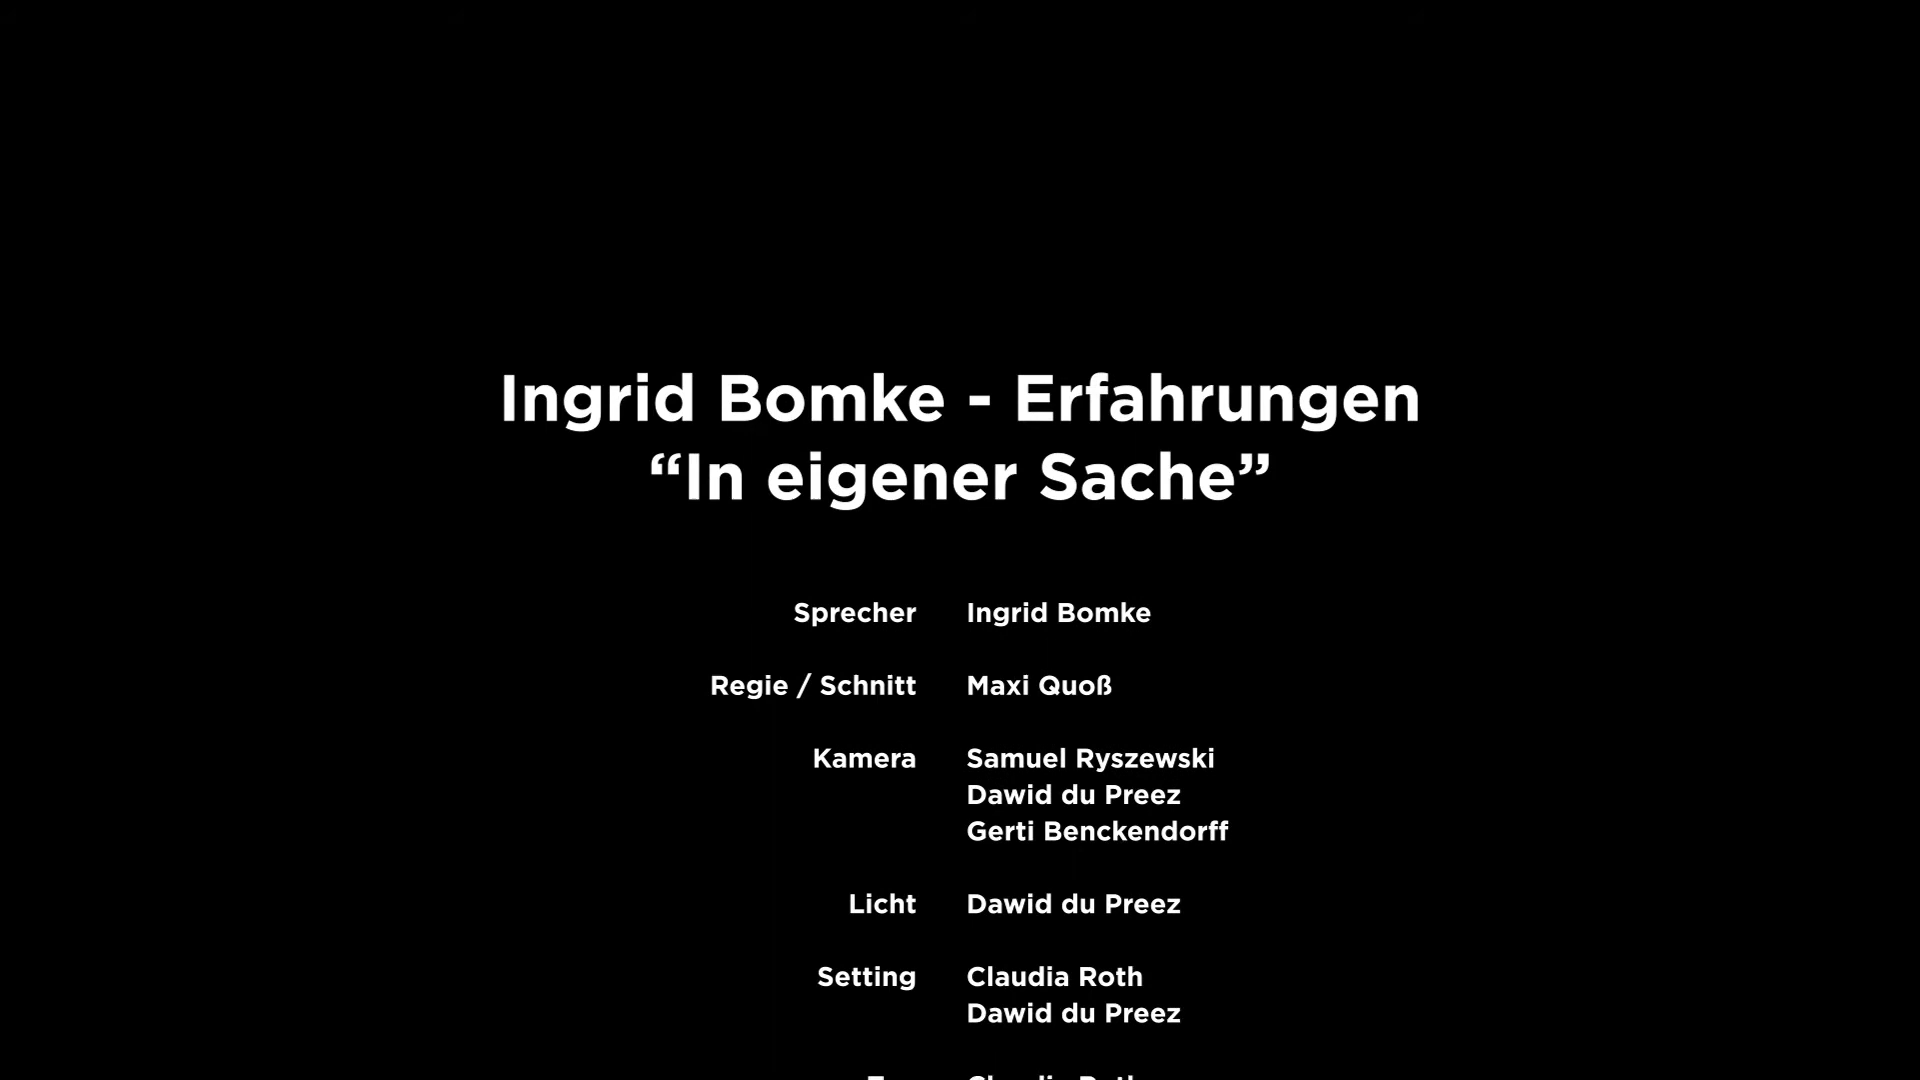 Ingrid Bomke - Erfahrungen
“In eigener Sache”
Sprecher Ingrid Bomke
Regie / Schnitt Maxi Quoß
Kamera Samuel Ryszewski
Dawid du Preez
Gerti Benckendorff
Licht Dawid du Preez
Setting Claudia Roth
Dawid du Preez